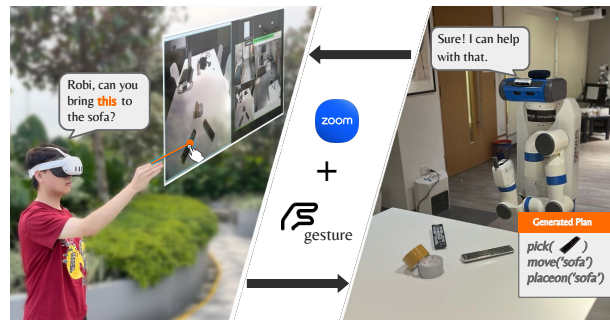 Robi, can you
bring this to
the sofa?
zoom
+
gesture
Sure! I can help
with that.
Generated Plan
pick( )
move(‘sofa’)
placeon(‘sofa’)